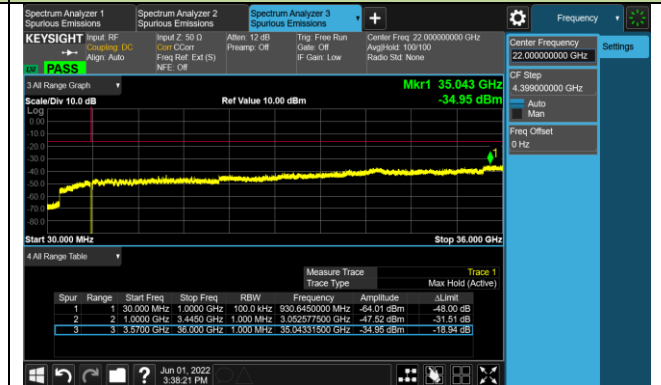 Spectrum Analyzer 1
Spurious Emissions
Spectrum Analyzer 2
Spurious Emissions
Spectrum Analyzer 3
Spurious Emissions
Frequency
KEYSIGHT
Input: RF
Coupling: DC
Align: Auto
Input Z: 50 Ω
Corr CCorr
Freq Ref: Ext (S)
NFE: Off
Atten: 12 dB
Preamp: Off
Trig: Free Run
Gate: Off
IF Gain: Low
Center Freq: 22.000000000 GHz
Avg|Hold: 100/100
Radio Std: None
PASS
Center Frequency
22.000000000 GHz
Settings
CF Step
4.399000000 GHz
Auto
Man
Freq Offset
0 Hz
3 All Range Graph
Mkr1 35.043 GHz
-34.95 dBm
Scale/Div 10.0 dB
Ref Value 10.00 dBm
Log
0.00
-10.0
-20.0
-30.0
-40.0
-50.0
-60.0
-70.0
-80.0
1
Start 30.000 MHz
Stop 36.000 GHz
4 All Range Table
Measure Trace Trace 1
Trace Type Max Hold (Active)
Spur Range Start Freq Stop Freq RBW Frequency Amplitude ΔLimit
1 1 30.000 MHz 1.0000 GHz 100.0 kHz 930.6450000 MHz -64.01 dBm -48.00 dB
2 2 1.0000 GHz 3.4450 GHz 1.000 MHz 3.052577500 GHz -47.52 dBm -31.51 dB
3 3 3.5700 GHz 36.000 GHz 1.000 MHz 35.04331500 GHz -34.95 dBm -18.94 dB
Jun 01, 2022
3:38:21 PM